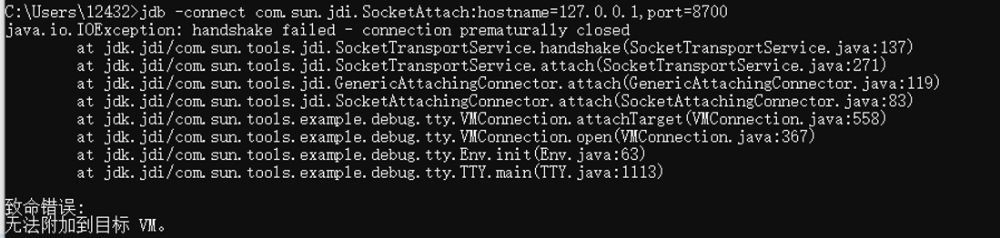 C:\Users\12432>jdb -connect com.sun.jdi.SocketAttach:hostname=127.0.0.1,port=8700
java.io.IOException: handshake failed - connection prematurally closed
        at jdk.jdi/com.sun.tools.jdi.SocketTransportService.handshake(SocketTransportService.java:137)
        at jdk.jdi/com.sun.tools.jdi.SocketTransportService.attach(SocketTransportService.java:271)
        at jdk.jdi/com.sun.tools.jdi.GenericAttachingConnector.attach(GenericAttachingConnector.java:119)
        at jdk.jdi/com.sun.tools.jdi.SocketAttachingConnector.attach(SocketAttachingConnector.java:83)
        at jdk.jdi/com.sun.tools.example.debug.tty.VMConnection.attachTarget(VMConnection.java:558)
        at jdk.jdi/com.sun.tools.example.debug.tty.VMConnection.open(VMConnection.java:367)
        at jdk.jdi/com.sun.tools.example.debug.tty.Env.init(Env.java:63)
        at jdk.jdi/com.sun.tools.example.debug.tty.TTY.main(TTY.java:1113)
致命错误:
无法附加到目标 VM。